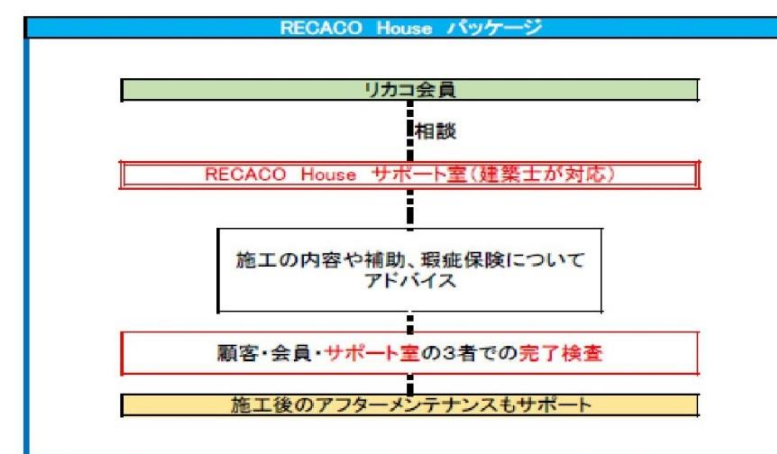 RECACO House パッケージ
リカコ会員
相談
RECACO House サポート室(建築士が対応)
施工の内容や補助、瑕疵保険について
アドバイス
顧客・会員・サポート室の3者での完了検査
施工後のアフターメンテナンスもサポート